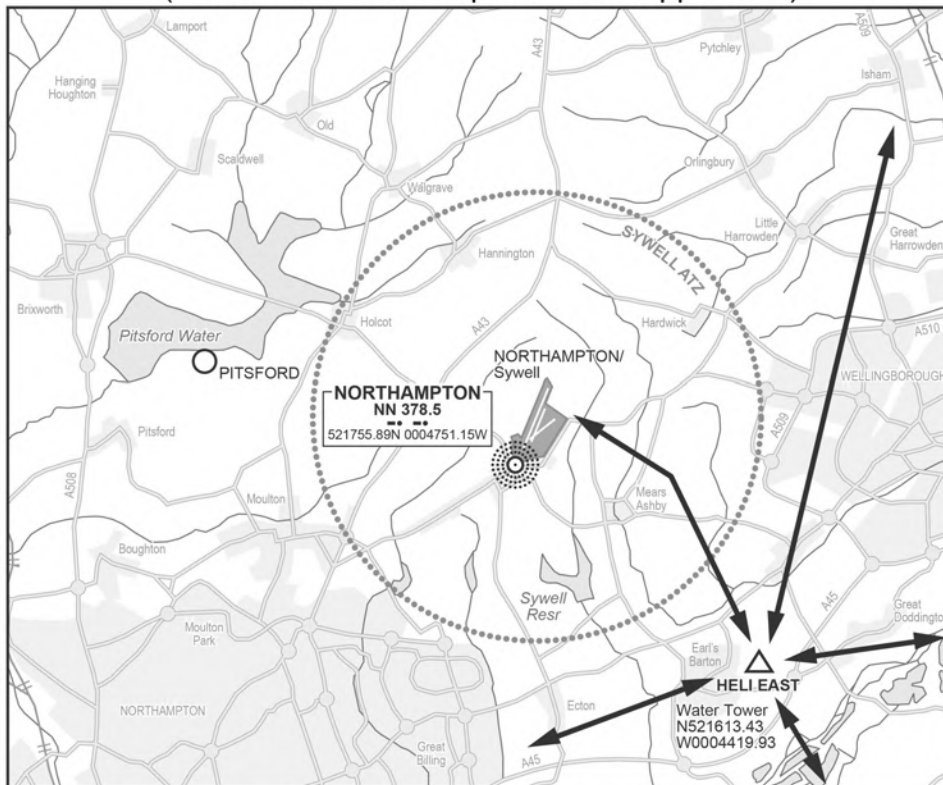 Lamport
A43
Pytchley
A509
Hanging
Houghton
Isham
Old
Scaldwell
Orlingbury
Walgrave
SYWELL ATZ
Little
Harrowden
Great
Harrowden
Hannington
Brixworth
Pitsford Water
Holcot
A43
Hardwick
A510
PITSFORD
NORTHAMPTON/
Sywell
WELLINGBOROUGH
NORTHAMPTON
NN 378.5
521755.89N 0004751.15W
A509
Pitsford
A508
Moulton
Mears
Ashby
Boughton
Sywell
Resr
A45
Great
Doddington
Moulton
Park
Earl's
Barton
HELI EAST
NORTHAMPTON
Ecton
Water Tower
N521613.43
W0004419.93
Great
Billing
A45